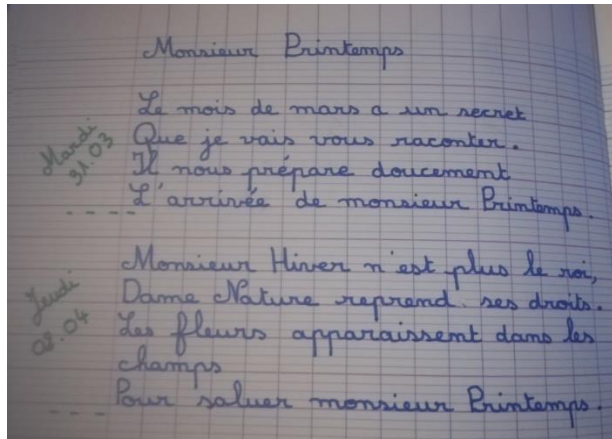 Monsieur Printemps
Le mois de mars a un secret
Mardi
31.03
Que je vais vous raconter.
Il nous prépare doucement
L'arrivée de monsieur Printemps.
Monsieur Hiver n'est plus le roi,
Jeudi
02.04
Dame Nature reprend ses droits.
Les fleurs apparaissent dans les
champs
Pour saluer monsieur Printemps.